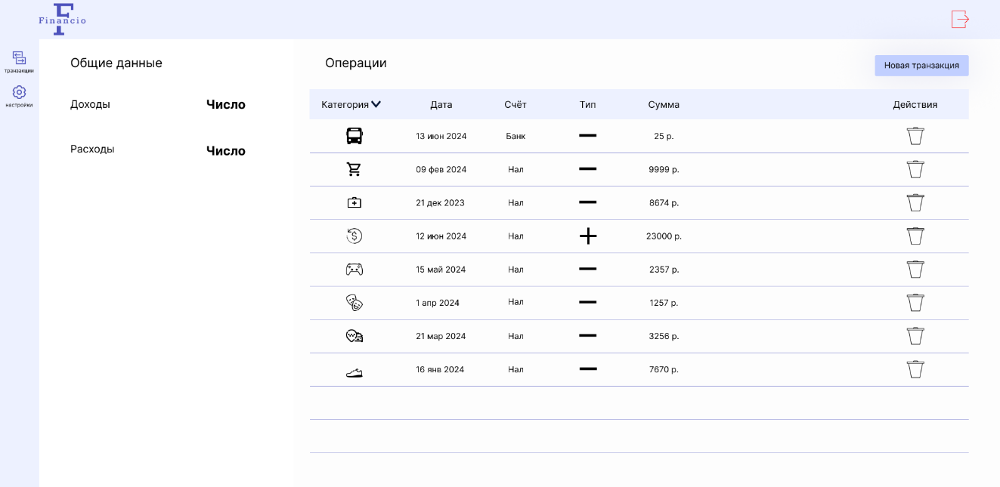 Financio
транзакции
настройки
Общие данные
Доходы Число
Расходы Число
Операции
Новая транзакция
Категория Дата Счёт Тип Сумма Действия
13 июн 2024 Банк 25 р.
09 фев 2024 Нал 9999 р.
21 дек 2023 Нал 8674 р.
12 июн 2024 Нал 23000 р.
15 май 2024 Нал 2357 р.
1 апр 2024 Нал 1257 р.
21 мар 2024 Нал 3256 р.
16 янв 2024 Нал 7670 р.